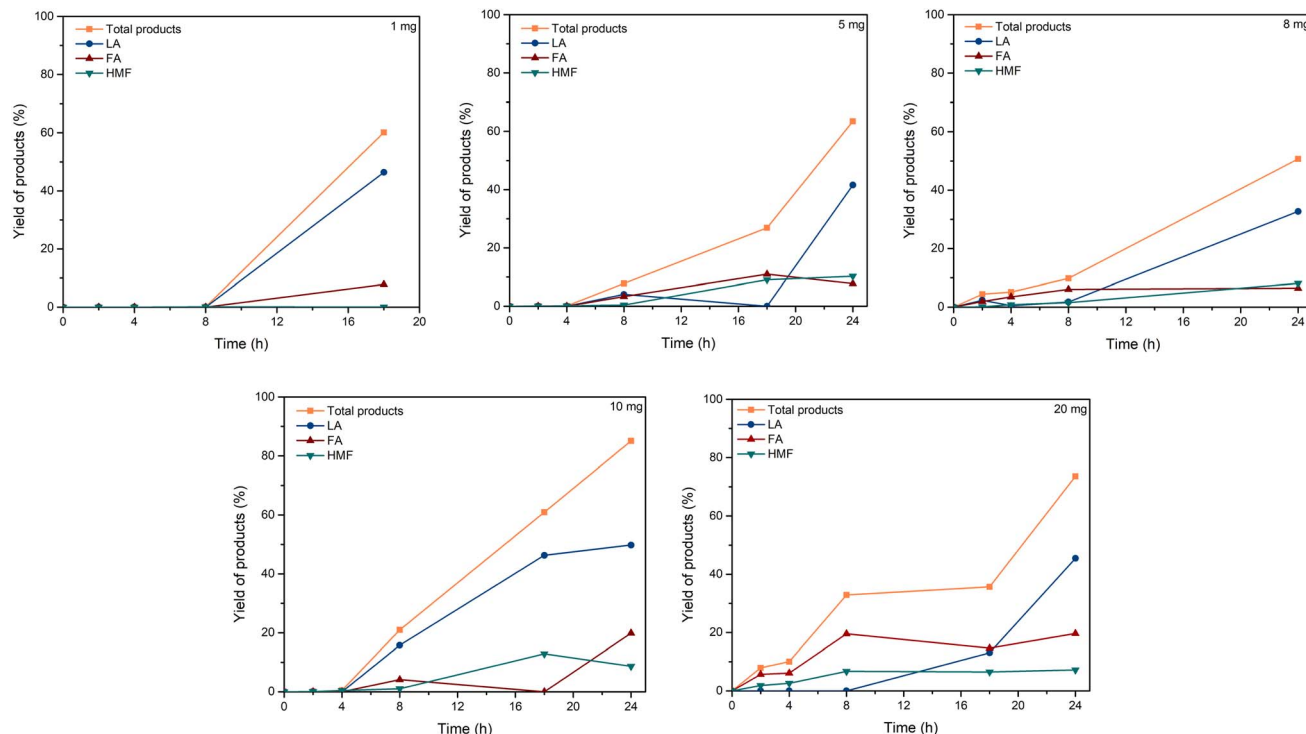 1 mg
Total products
LA
FA
HMF
100
80
60
40
20
0
Yield of products (%)
0 4 8 12 16 20
Time (h)
5 mg
Total products
LA
FA
HMF
100
80
60
40
20
0
Yield of products (%)
0 4 8 12 16 20 24
Time (h)
8 mg
Total products
LA
FA
HMF
100
80
60
40
20
0
Yield of products (%)
0 4 8 12 16 20 24
Time (h)
10 mg
Total products
LA
FA
HMF
100
80
60
40
20
0
Yield of products (%)
0 4 8 12 16 20 24
Time (h)
20 mg
Total products
LA
FA
HMF
100
80
60
40
20
0
Yield of products (%)
0 4 8 12 16 20 24
Time (h)